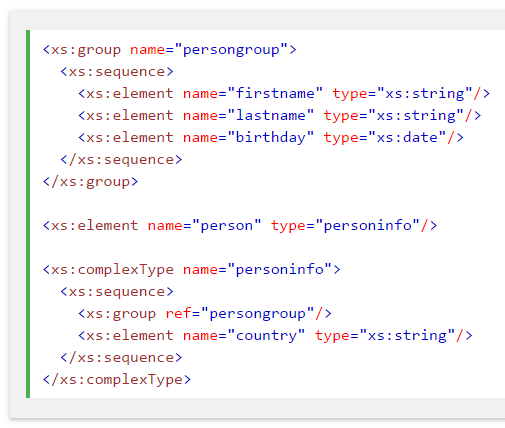 <xs:group name="persongroup">
  <xs:sequence>
    <xs:element name="firstname" type="xs:string"/>
    <xs:element name="lastname" type="xs:string"/>
    <xs:element name="birthday" type="xs:date"/>
  </xs:sequence>
</xs:group>

<xs:element name="person" type="personinfo"/>

<xs:complexType name="personinfo">
  <xs:sequence>
    <xs:group ref="persongroup"/>
    <xs:element name="country" type="xs:string"/>
  </xs:sequence>
</xs:complexType>